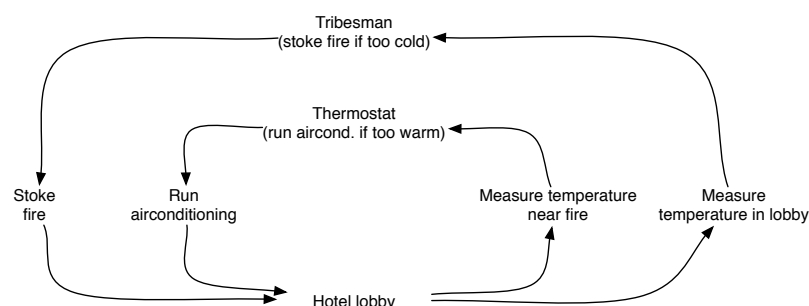 Tribesman
(stoke fire if too cold)
Thermostat
(run aircond. if too warm)
Stoke
fire
Run
airconditioning
Measure temperature
near fire
Measure
temperature in lobby
Hotel lobby